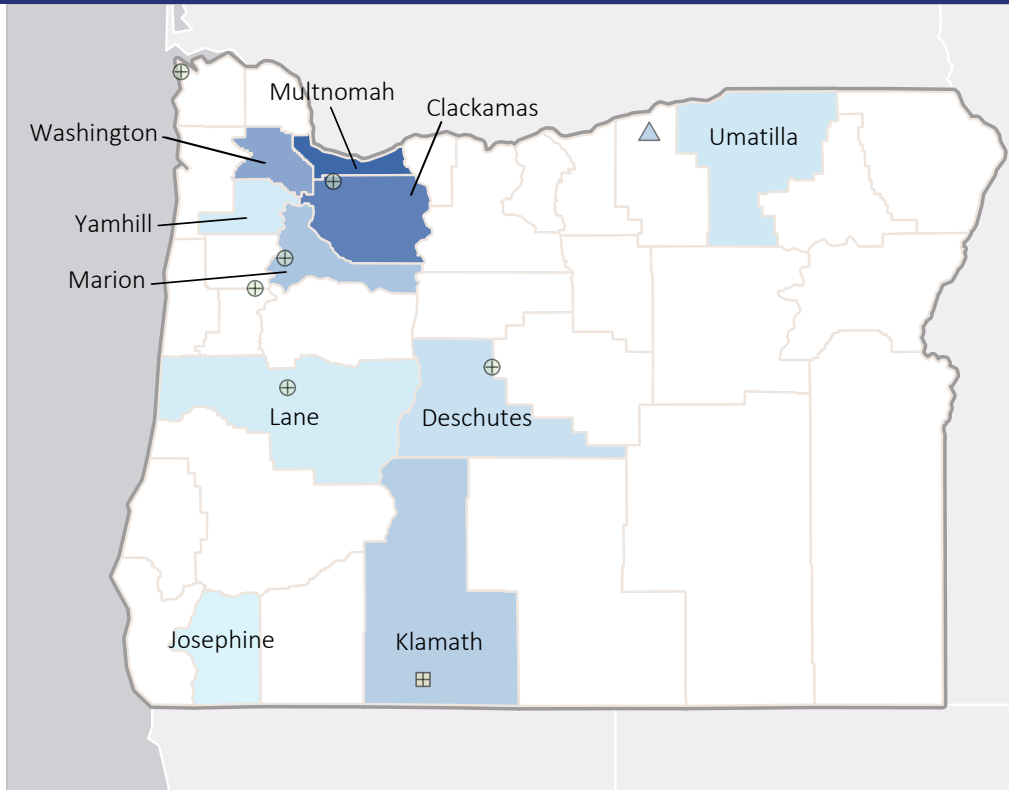 Multnomah
Clackamas
Washington
Umatilla
Yamhill
Marion
Lane
Deschutes
Josephine
Klamath